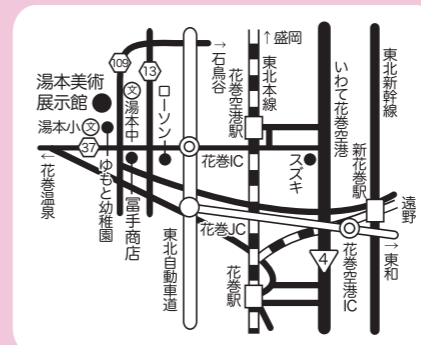 ↑盛岡
→石鳥谷
109
13
湯本美術
展示館
文湯本中
ローソン
花巻空港駅
東北本線
いわて花巻空港
東北新幹線
湯本小文
37
花巻IC
スズキ
新花巻駅
←花巻温泉
ゆもと幼稚園
冨手商店
東北自動車道
花巻JC
遠野
→東和
花巻空港IC
4
花巻駅